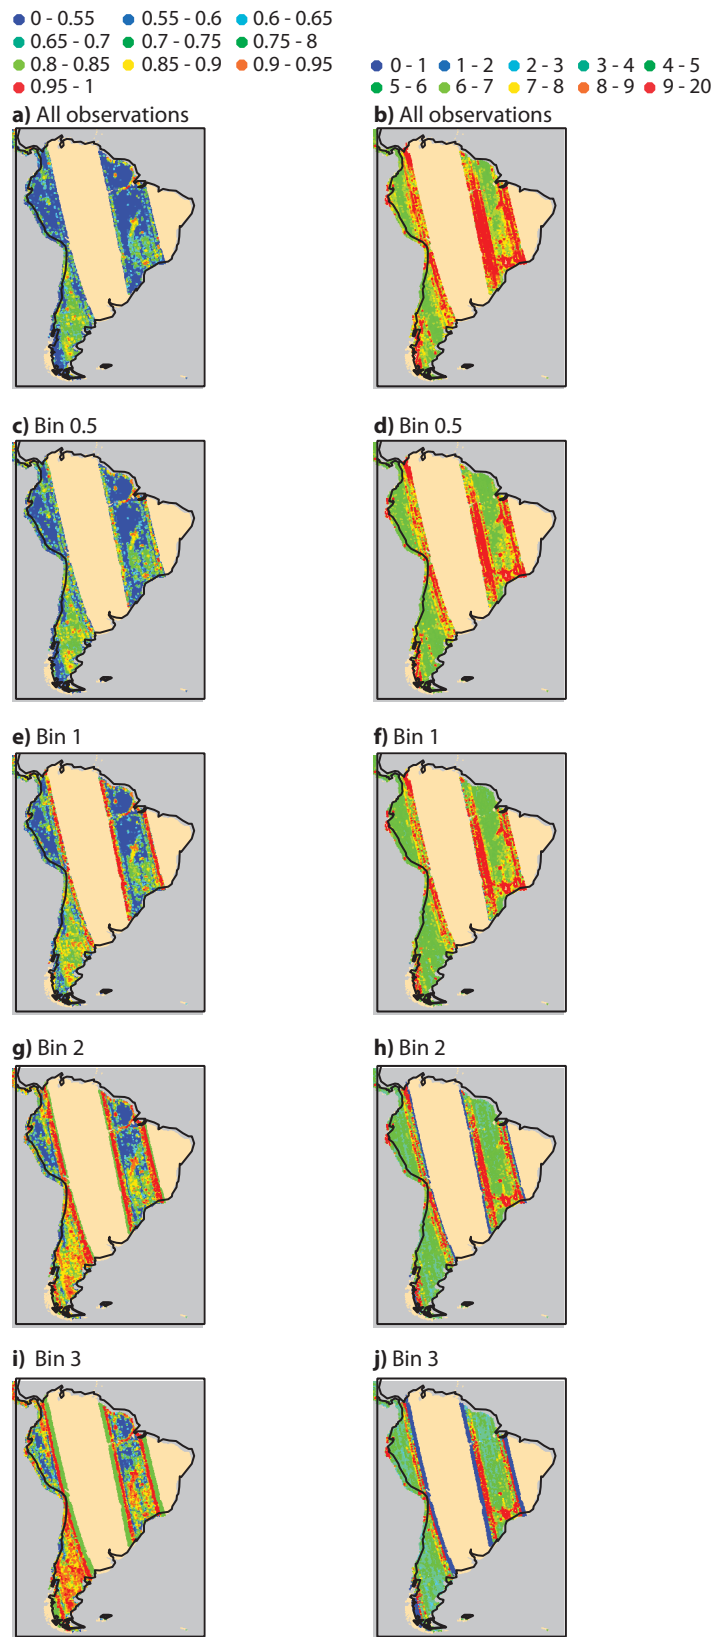 0 - 0.55 0.55 - 0.6 0.6 - 0.65
0.65 - 0.7 0.7 - 0.75 0.75 - 8
0.8 - 0.85 0.85 - 0.9 0.9 - 0.95
0.95 - 1
0 - 1 1 - 2 2 - 3 3 - 4 4 - 5
5 - 6 6 - 7 7 - 8 8 - 9 9 - 20
a) All observations
b) All observations
c) Bin 0.5
d) Bin 0.5
e) Bin 1
f) Bin 1
g) Bin 2
h) Bin 2
i) Bin 3
j) Bin 3